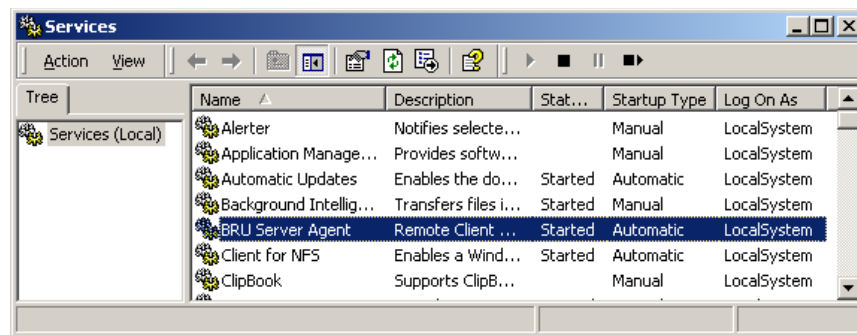 Services
Action View
Tree Name Description Stat... Startup Type Log On As
Services (Local)
Alerter Notifies selecte... Manual LocalSystem
Application Manage... Provides softw... Manual LocalSystem
Automatic Updates Enables the do... Started Automatic LocalSystem
Background Intellig... Transfers files i... Started Manual LocalSystem
BRU Server Agent Remote Client ... Started Automatic LocalSystem
Client for NFS Enables a Wind... Started Automatic LocalSystem
ClipBook Supports ClipB... Manual LocalSystem